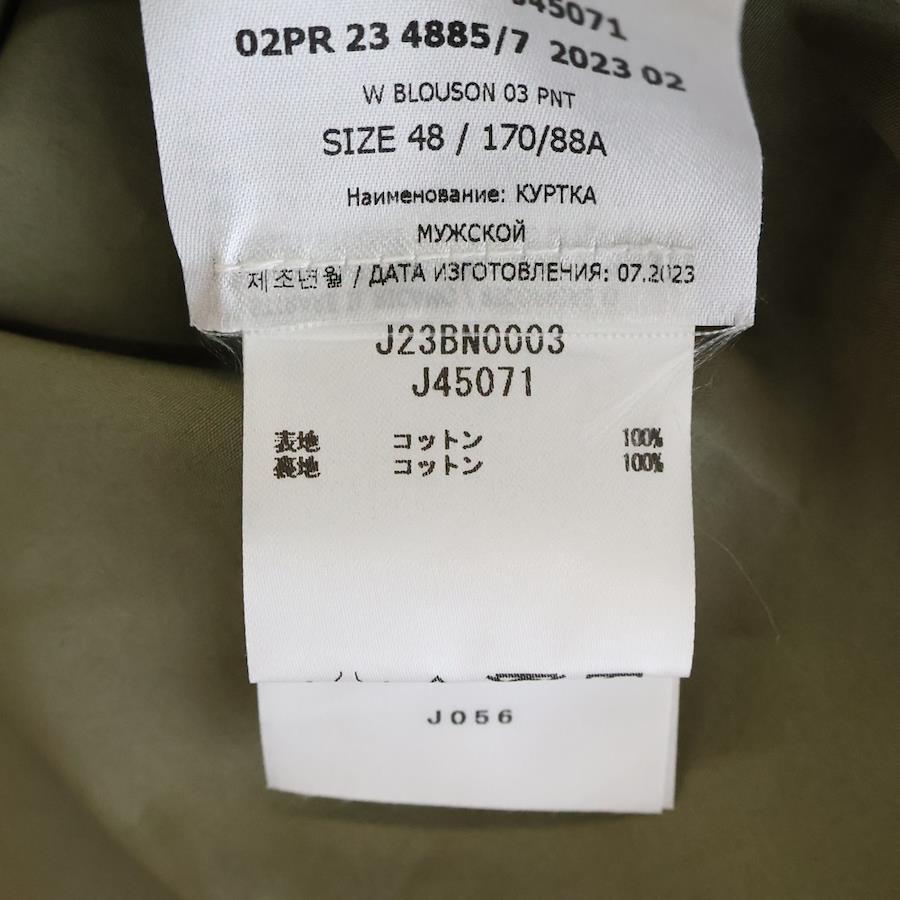 J45071
02PR 23 4885/7 2023 02
W BLOUSON 03 PNT
SIZE 48 / 170/88A
Наименование: КУРТКА
МУЖСКОЙ
제조년월 / ДАТА ИЗГОТОВЛЕНИЯ: 07.2023
J23BN0003
J45071
表地 コットン 100%
裏地 コットン 100%
J056